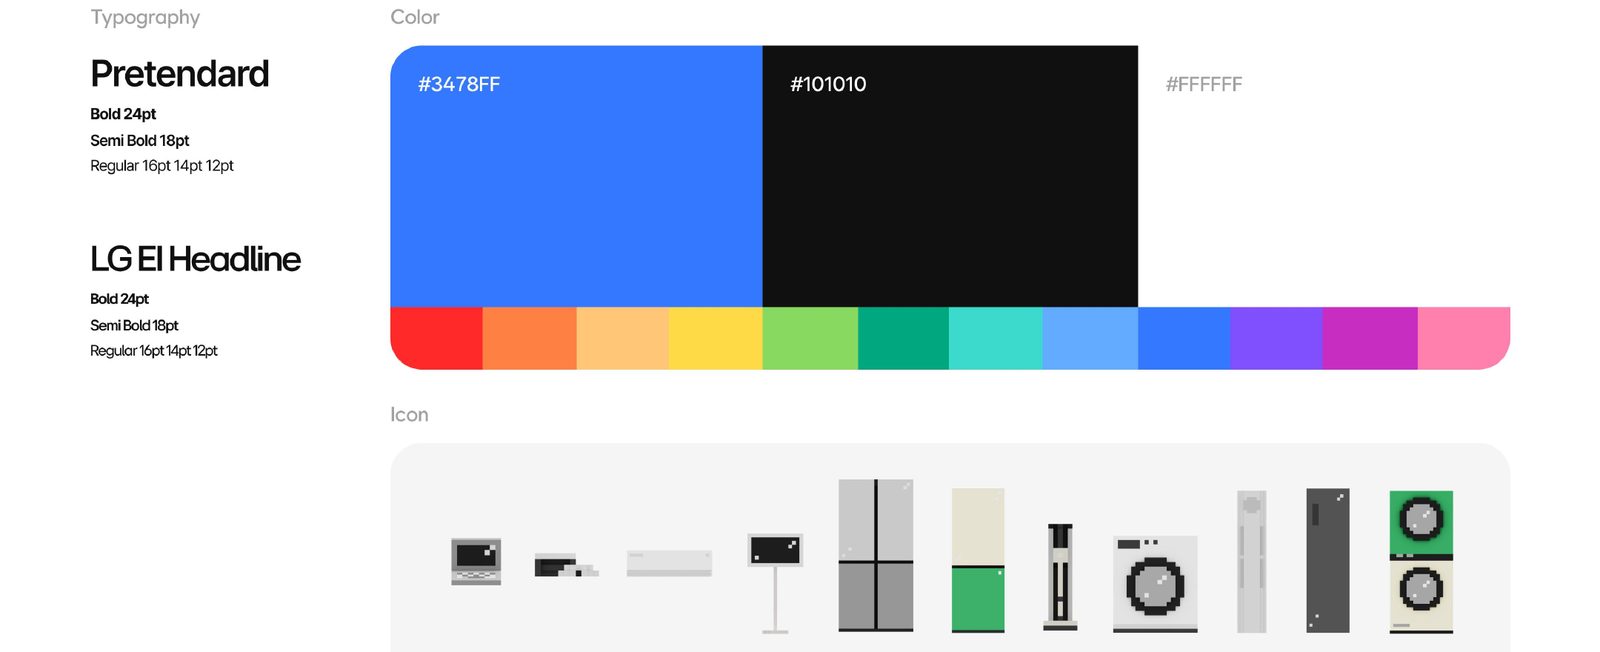 Typography
Pretendard
Bold 24pt
Semi Bold 18pt
Regular 16pt 14pt 12pt
LG EI Headline
Bold 24pt
Semi Bold 18pt
Regular 16pt 14pt 12pt
Color
#3478FF
#101010
#FFFFFF
Icon